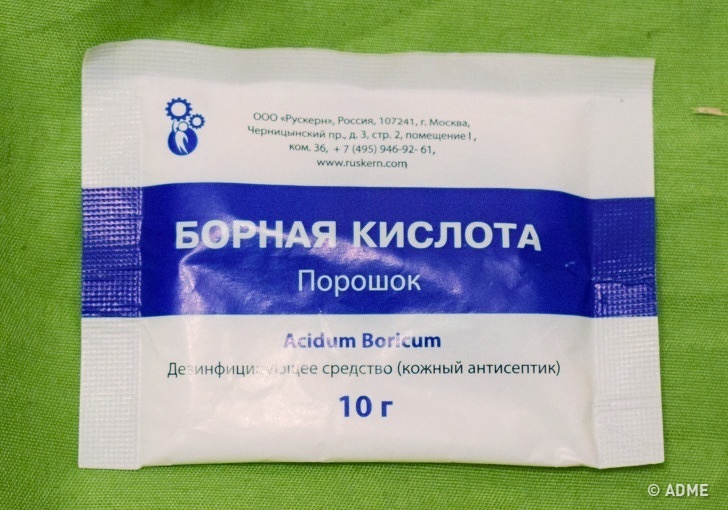 ООО «Рускерн», Россия, 107241, г. Москва,
Черницынский пр., д. 3, стр. 2, помещение I,
ком. 36, + 7 (495) 946-92- 61,
www.ruskern.com
БОРНАЯ КИСЛОТА
Порошок
Acidum Boricum
Дезинфицирующее средство (кожный антисептик)
10 г
© ADME